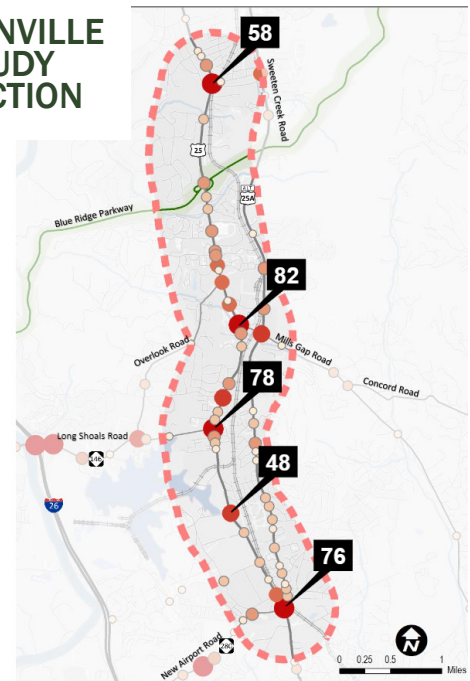 NVILLE
UDY
CTION
58
Sweeten Creek Road
25
ALT
25A
Blue Ridge Parkway
82
Overlook Road
Mills Gap Road
Concord Road
78
Long Shoals Road
146
48
26
76
New Airport Road
280
N
0 0.25 0.5 1
Miles